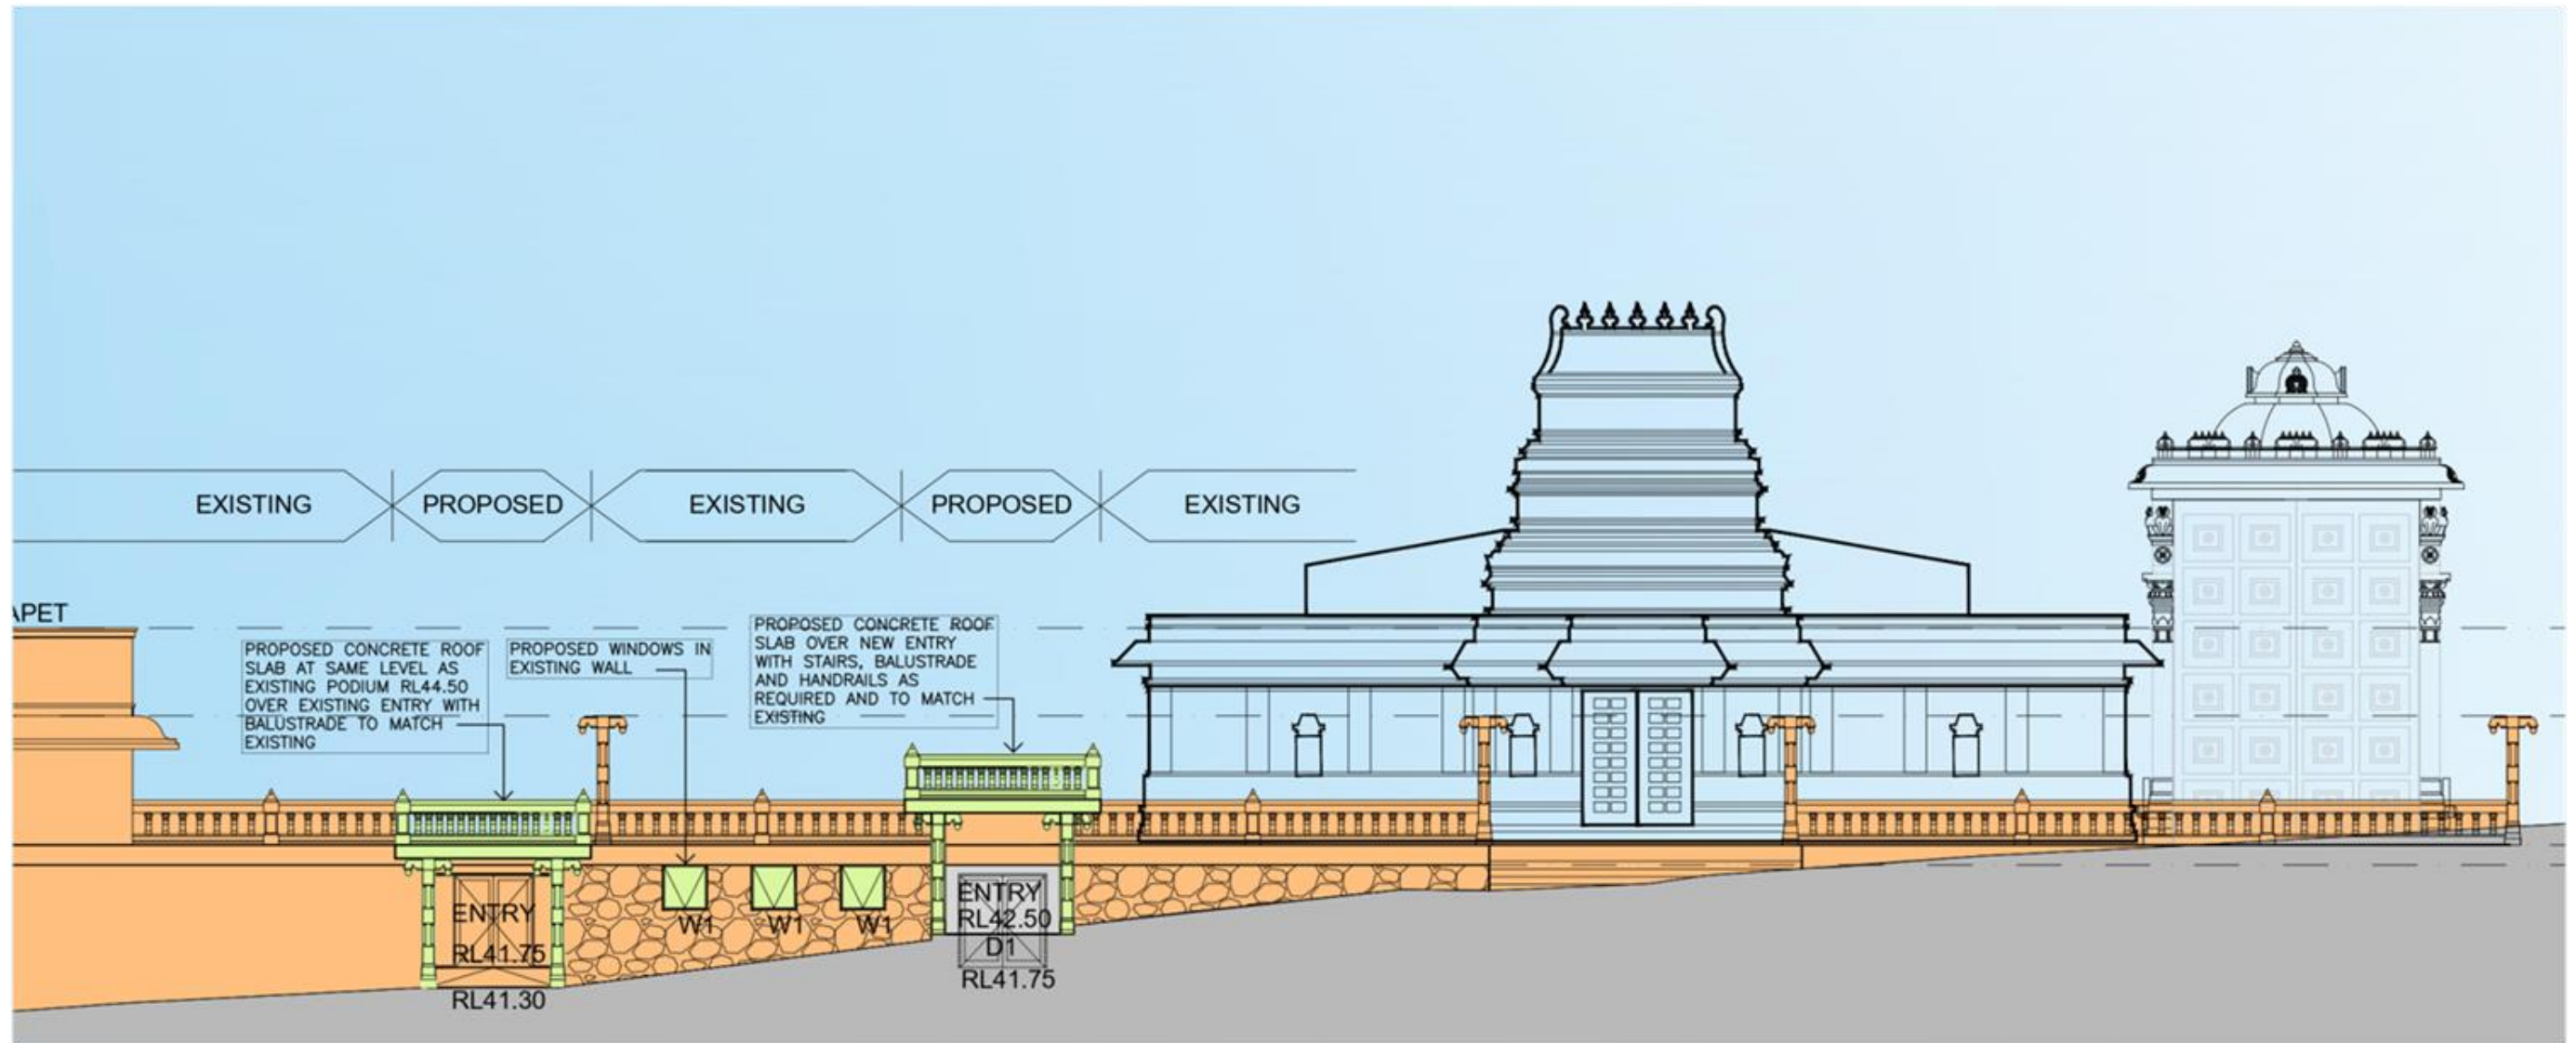 EXISTING
PROPOSED
EXISTING
PROPOSED
EXISTING
APET
PROPOSED CONCRETE ROOF
SLAB AT SAME LEVEL AS
EXISTING PODIUM RL44.50
OVER EXISTING ENTRY WITH
BALUSTRADE TO MATCH
EXISTING
PROPOSED WINDOWS IN
EXISTING WALL
PROPOSED CONCRETE ROOF
SLAB OVER NEW ENTRY
WITH STAIRS, BALUSTRADE
AND HANDRAILS AS
REQUIRED AND TO MATCH
EXISTING
ENTRY
RL41.75
RL41.30
W1
W1
W1
ENTRY
RL42.50
D1
RL41.75